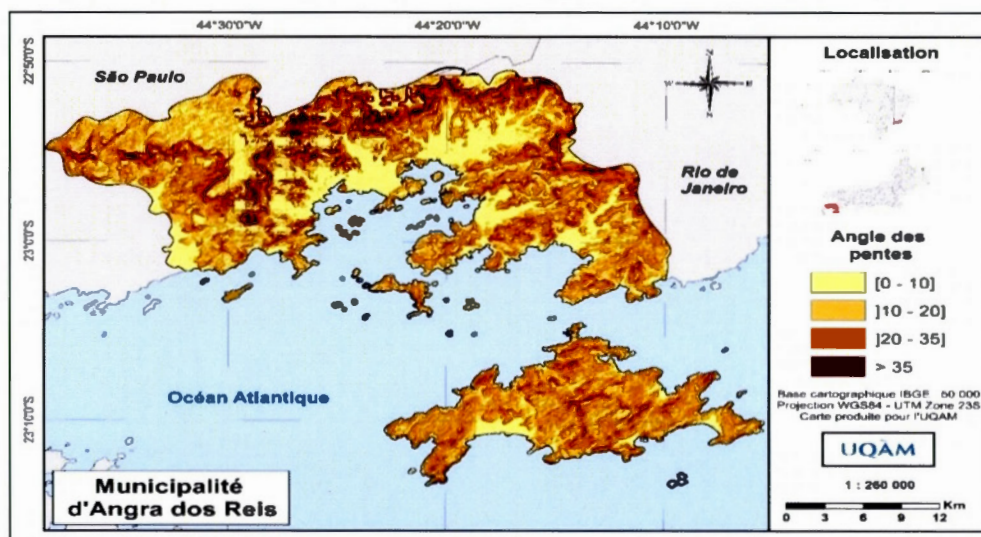 44°30'0"W 44°20'0"W 44°10'0"W
22°50'0"S
23°0'0"S
23°10'0"S
São Paulo
Rio de
Janeiro
Océan Atlantique
Municipalité
d'Angra dos Reis
N
W E
Localisation
Angle des
pentes
[0 - 10]
]10 - 20]
]20 - 35]
> 35
Base cartographique IBGE 50 000
Projection WGS84 - UTM Zone 23S
Carte produite pour l'UQAM
UQÀM
1 : 260 000
Km
0 3 6 9 12